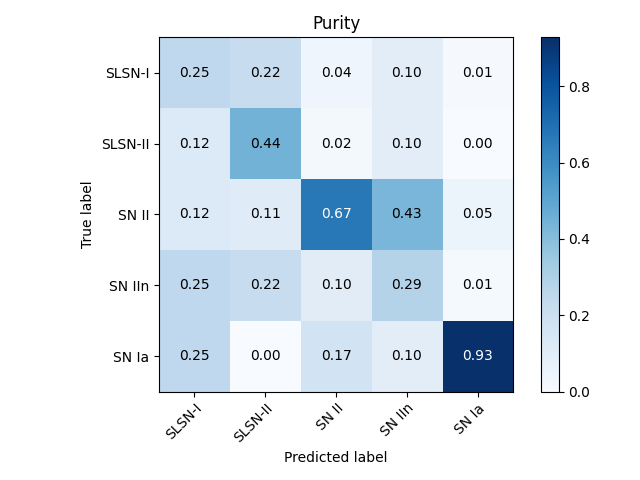 Purity
SLSN-I 0.25 0.22 0.04 0.10 0.01
SLSN-II 0.12 0.44 0.02 0.10 0.00
SN II 0.12 0.11 0.67 0.43 0.05
SN IIn 0.25 0.22 0.10 0.29 0.01
SN Ia 0.25 0.00 0.17 0.10 0.93
True label
SLSN-I SLSN-II SN II SN IIn SN Ia
Predicted label
0.8
0.6
0.4
0.2
0.0